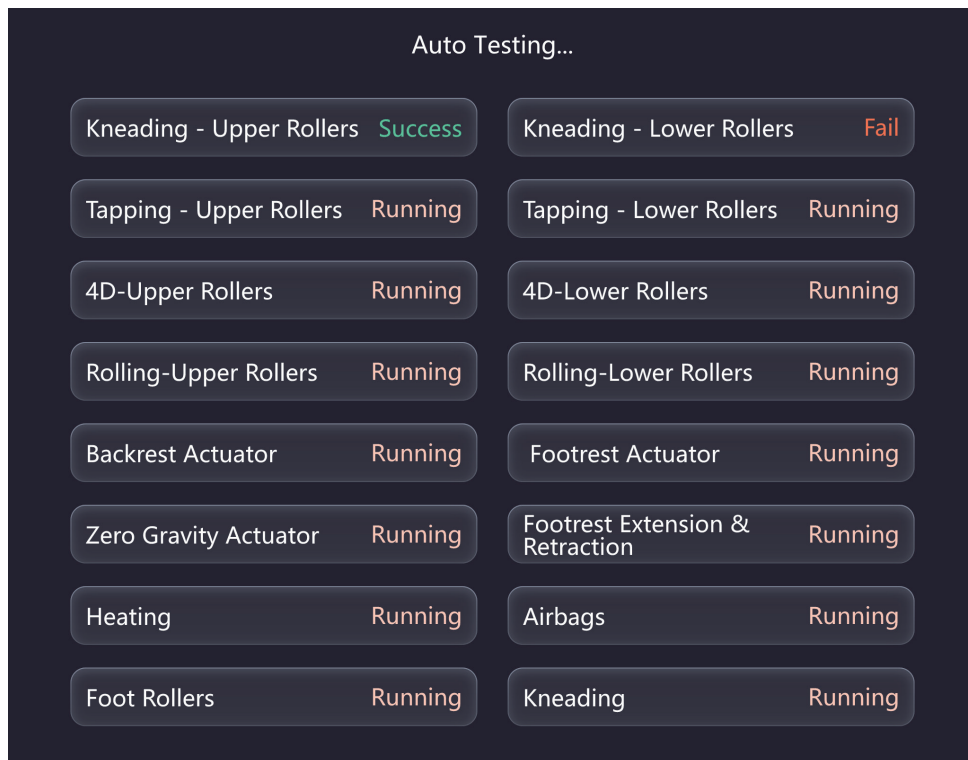 Auto Testing...
Kneading - Upper Rollers Success
Kneading - Lower Rollers Fail
Tapping - Upper Rollers Running
Tapping - Lower Rollers Running
4D-Upper Rollers Running
4D-Lower Rollers Running
Rolling-Upper Rollers Running
Rolling-Lower Rollers Running
Backrest Actuator Running
Footrest Actuator Running
Zero Gravity Actuator Running
Footrest Extension &
Retraction Running
Heating Running
Airbags Running
Foot Rollers Running
Kneading Running